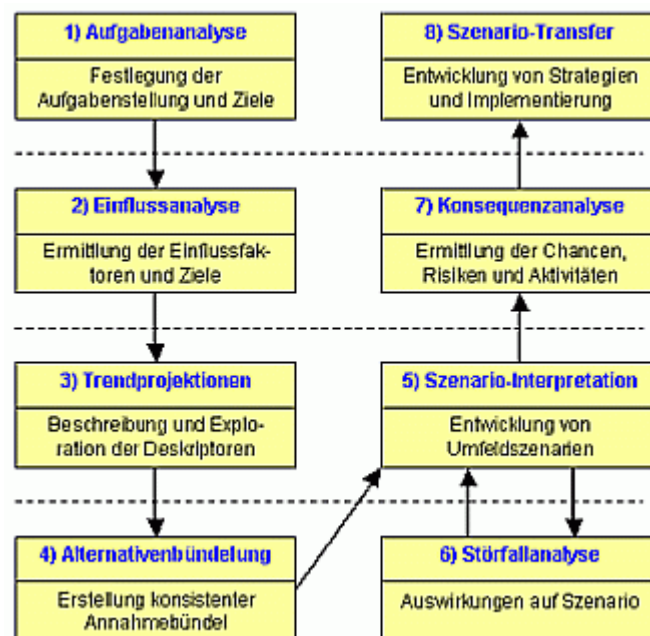 1) Aufgabenanalyse
Festlegung der
Aufgabenstellung und Ziele
2) Einflussanalyse
Ermittlung der Einflussfak-
toren und Ziele
3) Trendprojektionen
Beschreibung und Explo-
ration der Deskriptoren
4) Alternativenbündelung
Erstellung konsistenter
Annahmebündel
5) Szenario-Interpretation
Entwicklung von
Umfeldszenarien
6) Störfallanalyse
Auswirkungen auf Szenario
7) Konsequenzanalyse
Ermittlung der Chancen,
Risiken und Aktivitäten
8) Szenario-Transfer
Entwicklung von Strategien
und Implementierung